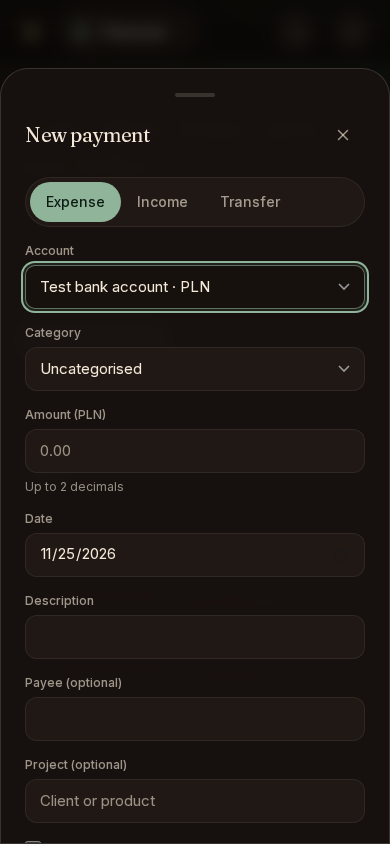 New payment
Expense Income Transfer
Account
Test bank account · PLN
Category
Uncategorised
Amount (PLN)
0.00
Up to 2 decimals
Date
11/25/2026
Description
Payee (optional)
Project (optional)
Client or product